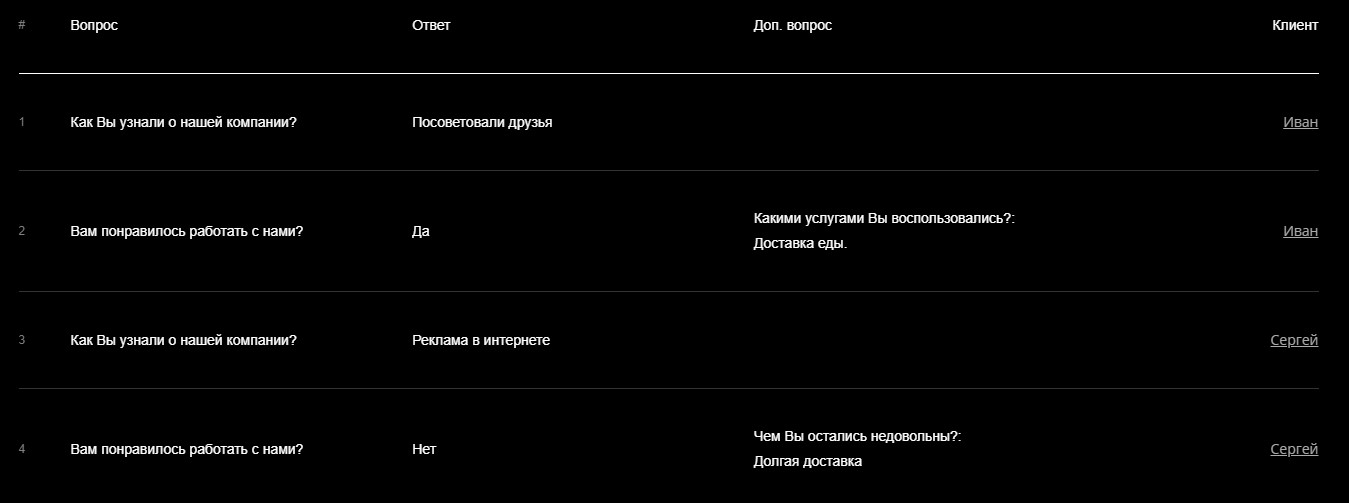 # Вопрос Ответ Доп. вопрос Клиент
1 Как Вы узнали о нашей компании? Посоветовали друзья Иван
2 Вам понравилось работать с нами? Да Какими услугами Вы воспользовались?: Иван
Доставка еды.
3 Как Вы узнали о нашей компании? Реклама в интернете Сергей
4 Вам понравилось работать с нами? Нет Чем Вы остались недовольны?: Сергей
Долгая доставка